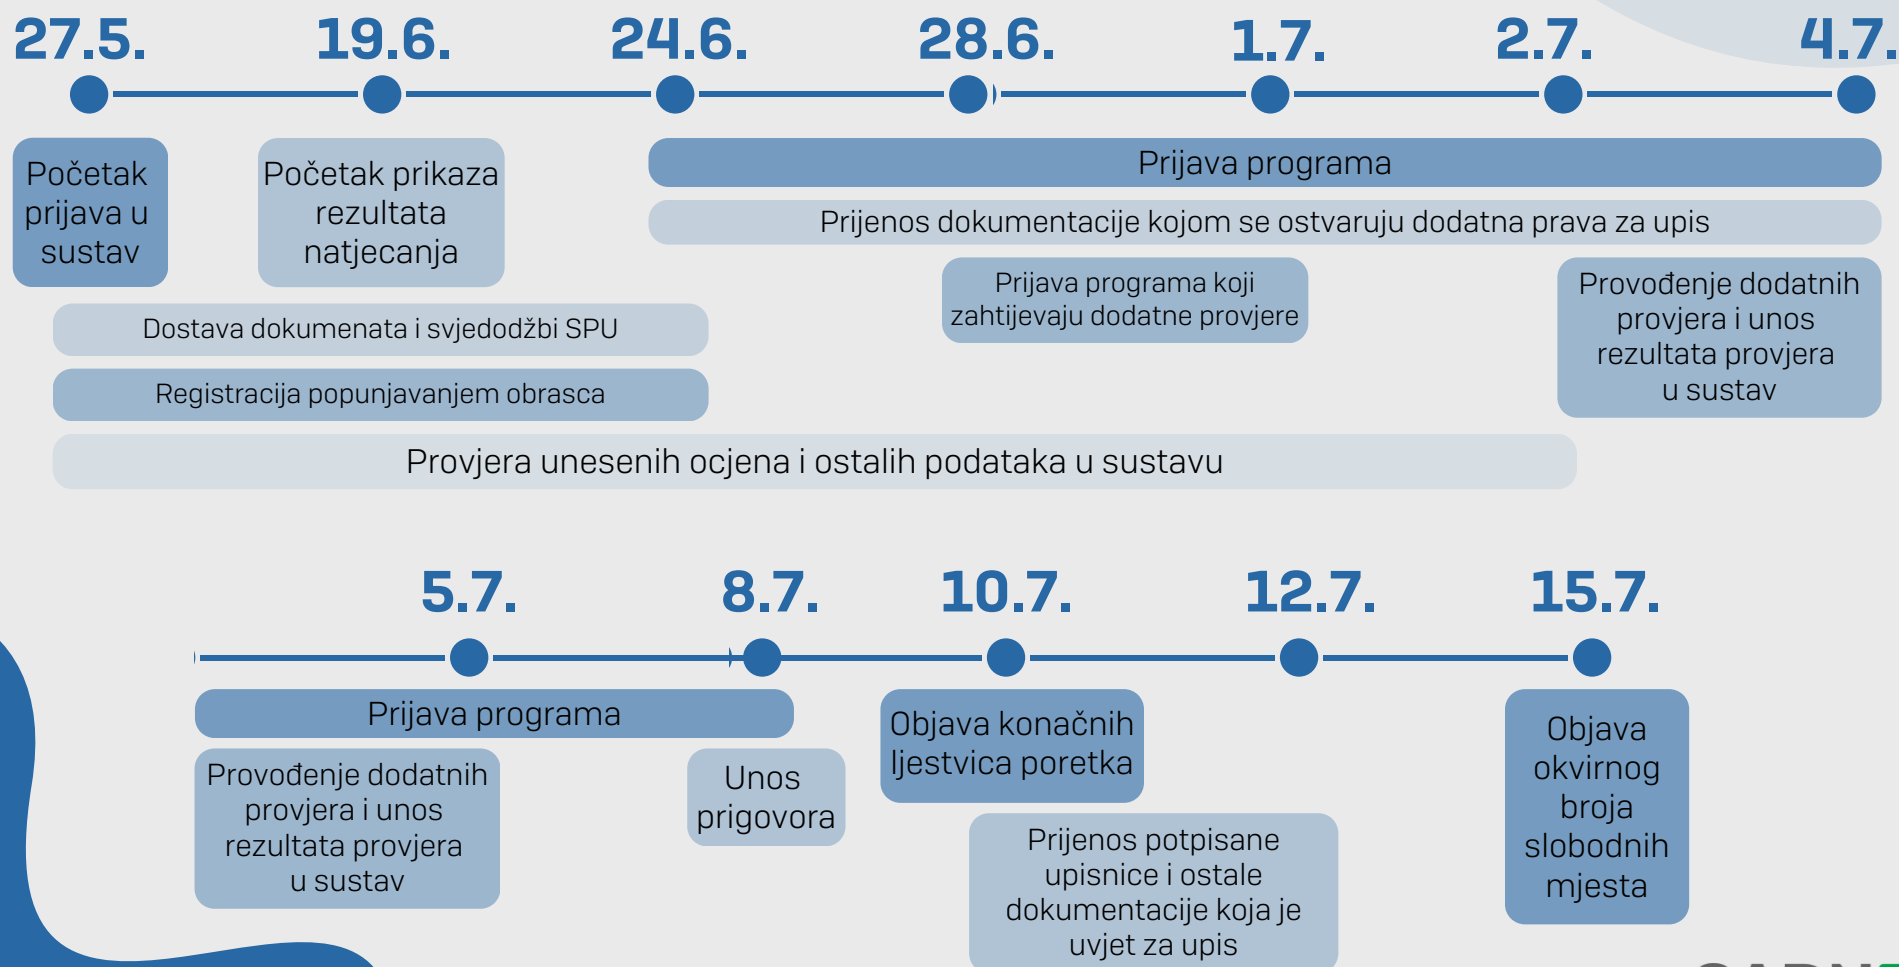 27.5.
19.6.
24.6.
28.6.
1.7.
2.7.
4.7.
Početak
prijava u
sustav
Početak prikaza
rezultata
natjecanja
Prijava programa
Prijenos dokumentacije kojom se ostvaruju dodatna prava za upis
Prijava programa koji
zahtijevaju dodatne provjere
Provođenje dodatnih
provjera i unos
rezultata provjera
u sustav
Dostava dokumenata i svjedodžbi SPU
Registracija popunjavanjem obrasca
Provjera unesenih ocjena i ostalih podataka u sustavu
5.7.
8.7.
10.7.
12.7.
15.7.
Prijava programa
Provođenje dodatnih
provjera i unos
rezultata provjera
u sustav
Unos
prigovora
Objava konačnih
ljestvica poretka
Prijenos potpisane
upisnice i ostale
dokumentacije koja je
uvjet za upis
Objava
okvirnog
broja
slobodnih
mjesta